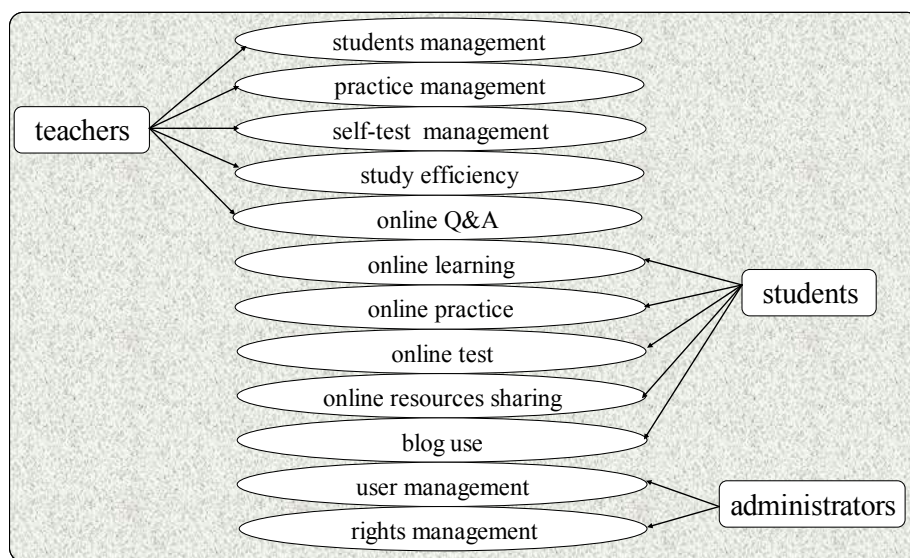 students management
practice management
teachers
self-test management
study efficiency
online Q&A
online learning
students
online practice
online test
online resources sharing
blog use
user management
administrators
rights management